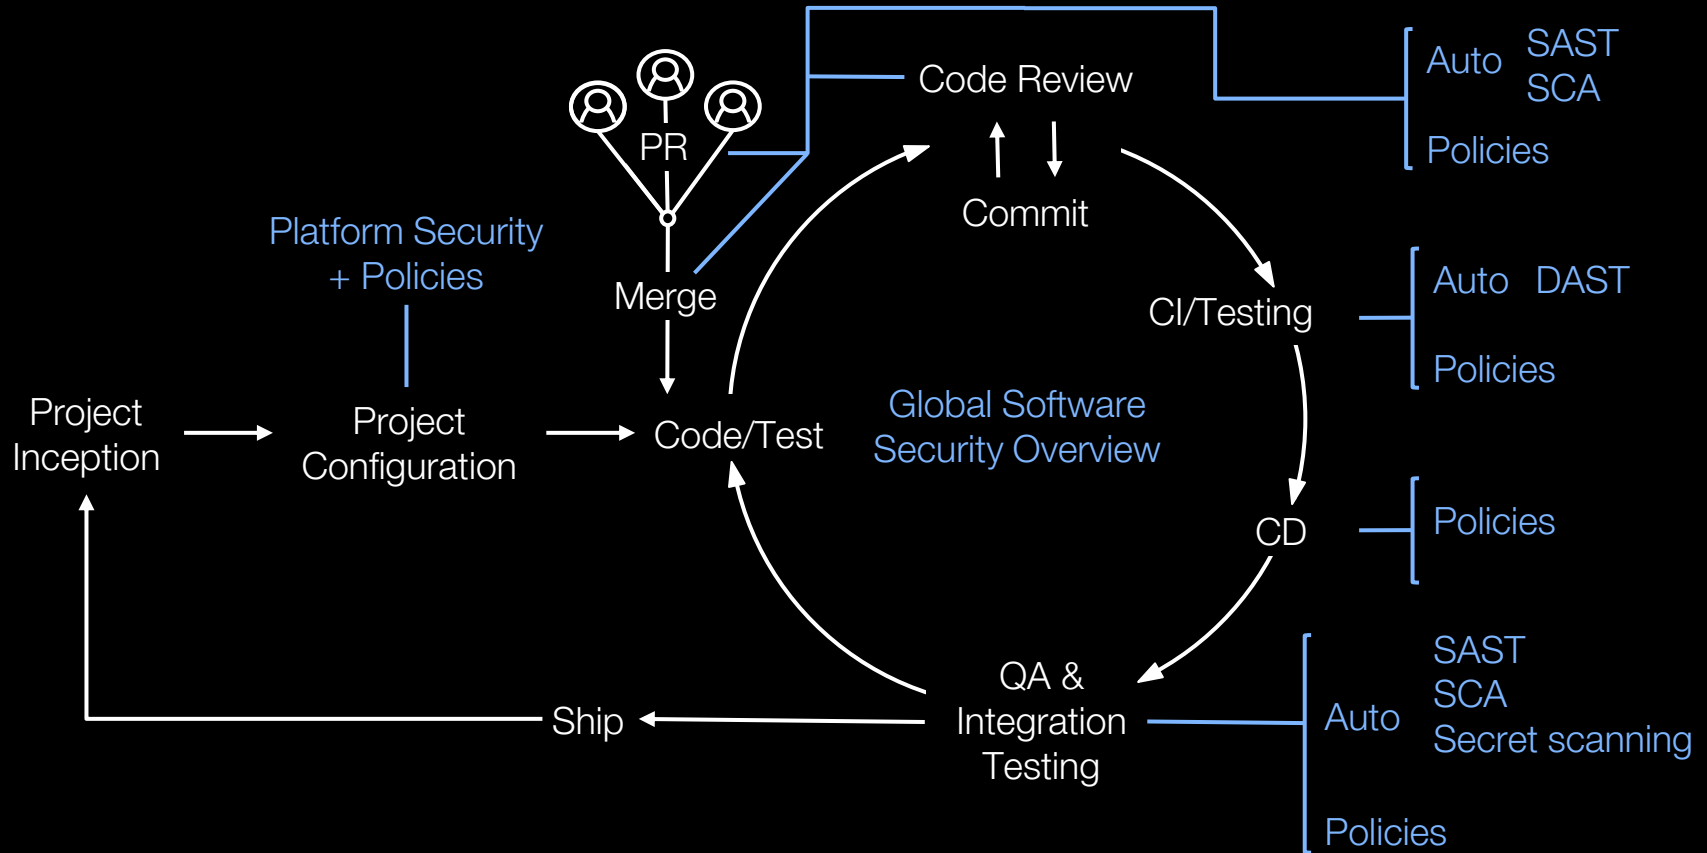 Code Review
Auto SAST
SCA
Policies
PR
Commit
Platform Security
+ Policies
Merge
CI/Testing
Auto DAST
Policies
Project
Inception
Project
Configuration
Code/Test
Global Software
Security Overview
CD
Policies
Ship
QA &
Integration
Testing
Auto
SAST
SCA
Secret scanning
Policies